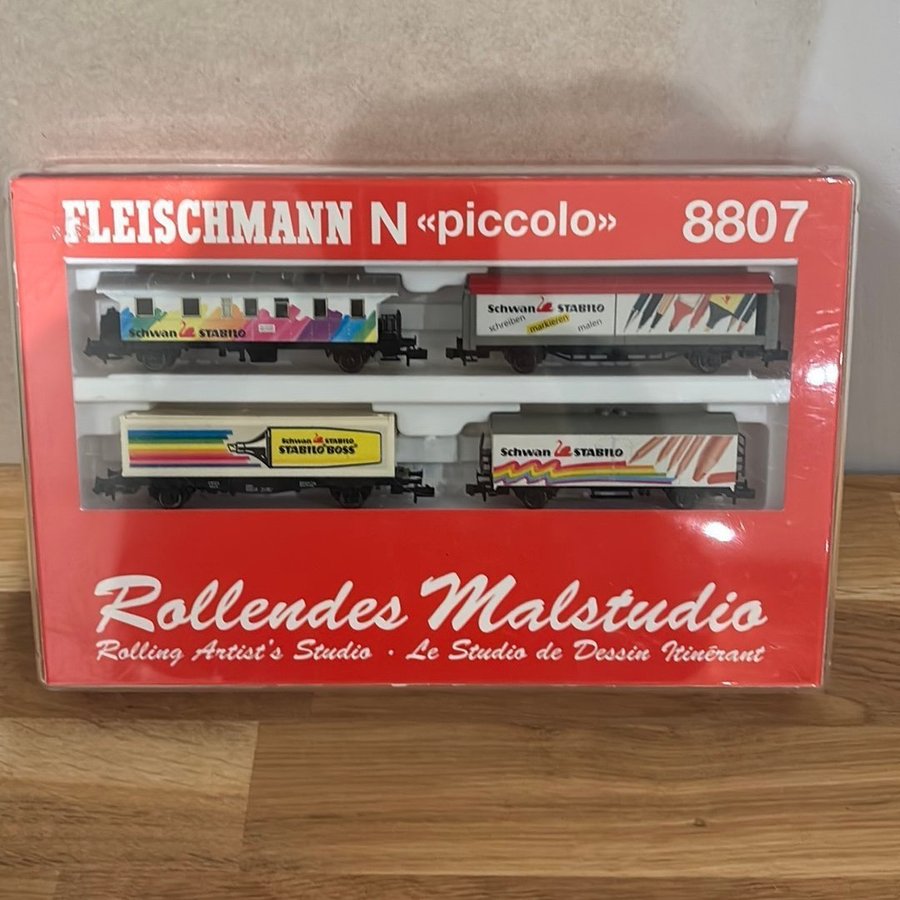 FLEISCHMANN N «piccolo» 8807
Schwan STABILO
Schwan STABILO
schreiben markieren malen
Schwan STABILO
STABILO BOSS
Schwan STABILO
Rollendes Malstudio
Rolling Artist's Studio · Le Studio de Dessin Itinérant